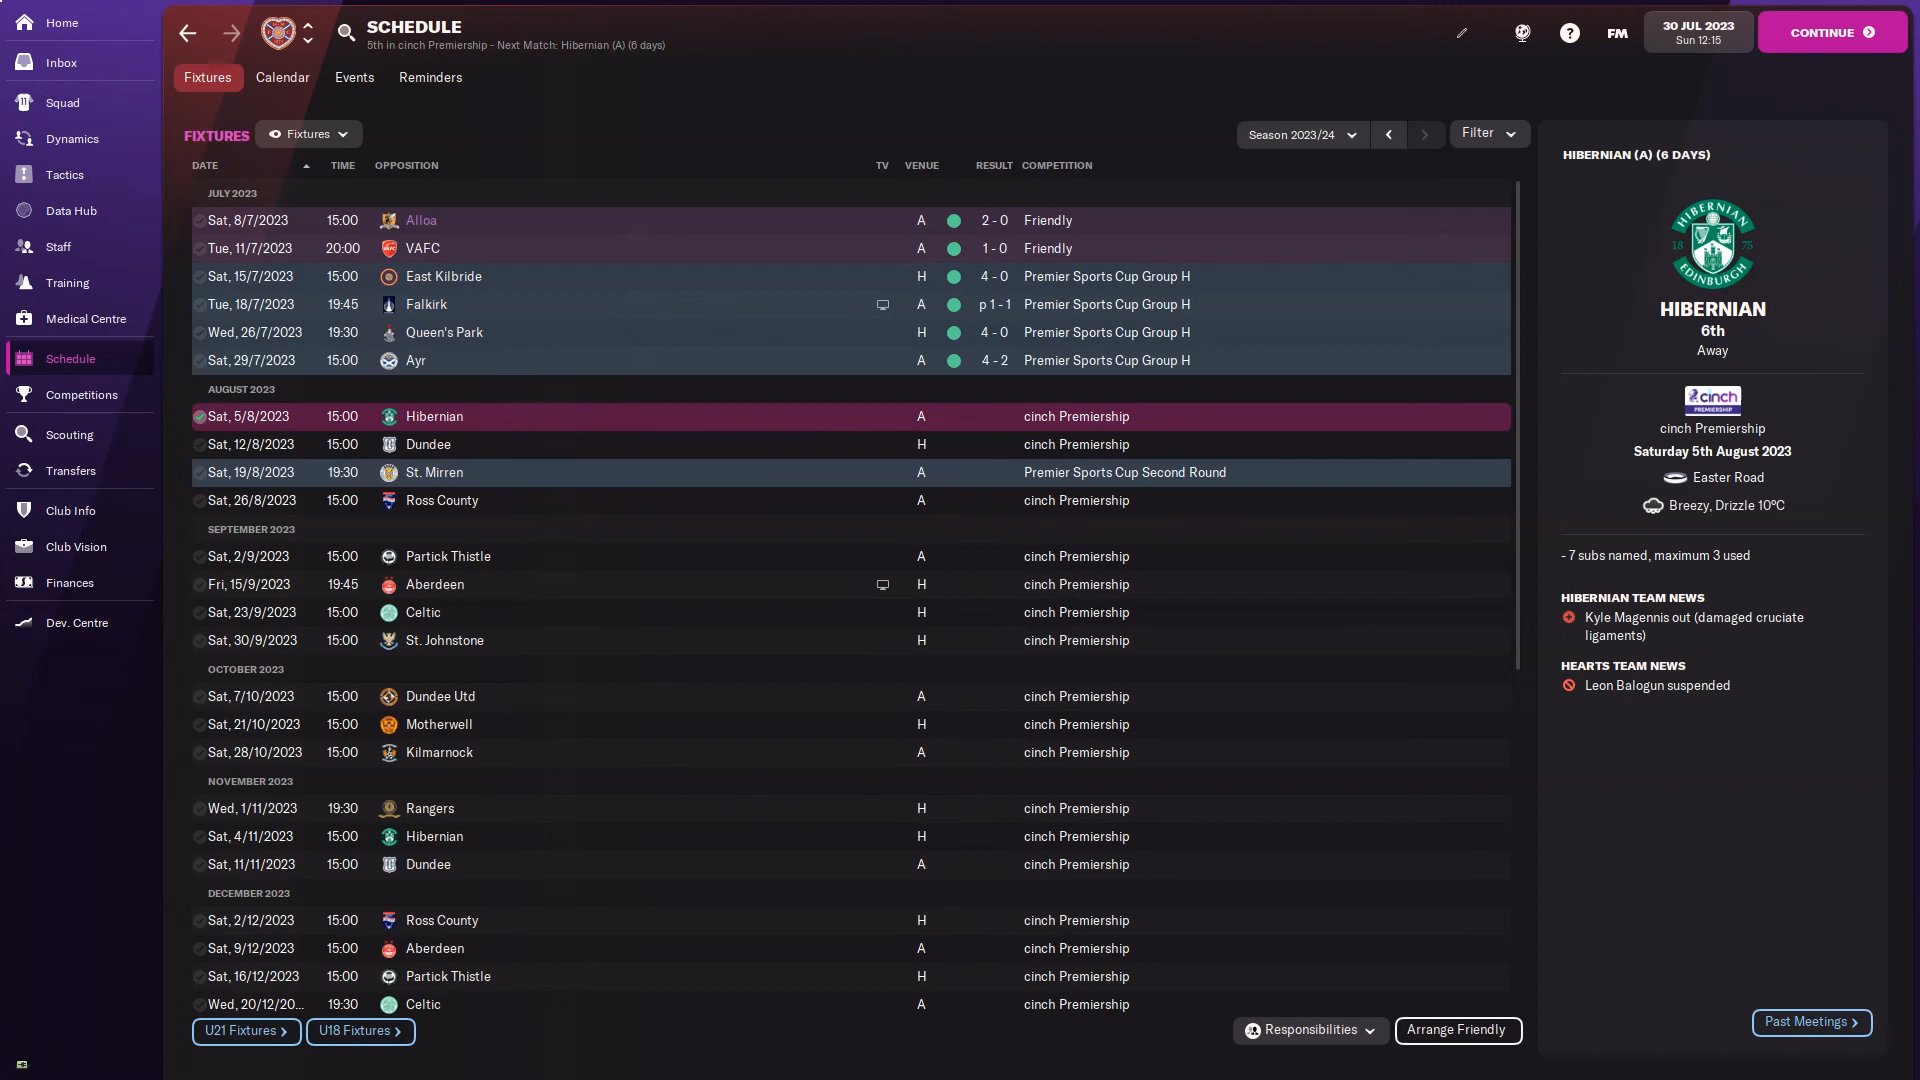 Home
Inbox
Squad
Dynamics
Tactics
Data Hub
Staff
Training
Medical Centre
Schedule
Competitions
Scouting
Transfers
Club Info
Club Vision
Finances
Dev. Centre
SCHEDULE
5th in cinch Premiership - Next Match: Hibernian (A) (6 days)
FM
30 JUL 2023
Sun 12:15
CONTINUE
Fixtures Calendar Events Reminders
FIXTURES Fixtures Season 2023/24 Filter
DATE TIME OPPOSITION TV VENUE RESULT COMPETITION
JULY 2023
Sat, 8/7/2023 15:00 Alloa A 2 - 0 Friendly
Tue, 11/7/2023 20:00 VAFC A 1 - 0 Friendly
Sat, 15/7/2023 15:00 East Kilbride H 4 - 0 Premier Sports Cup Group H
Tue, 18/7/2023 19:45 Falkirk A p 1 - 1 Premier Sports Cup Group H
Wed, 26/7/2023 19:30 Queen's Park H 4 - 0 Premier Sports Cup Group H
Sat, 29/7/2023 15:00 Ayr A 4 - 2 Premier Sports Cup Group H
AUGUST 2023
Sat, 5/8/2023 15:00 Hibernian A cinch Premiership
Sat, 12/8/2023 15:00 Dundee H cinch Premiership
Sat, 19/8/2023 19:30 St. Mirren A Premier Sports Cup Second Round
Sat, 26/8/2023 15:00 Ross County A cinch Premiership
SEPTEMBER 2023
Sat, 2/9/2023 15:00 Partick Thistle A cinch Premiership
Fri, 15/9/2023 19:45 Aberdeen H cinch Premiership
Sat, 23/9/2023 15:00 Celtic H cinch Premiership
Sat, 30/9/2023 15:00 St. Johnstone H cinch Premiership
OCTOBER 2023
Sat, 7/10/2023 15:00 Dundee Utd A cinch Premiership
Sat, 21/10/2023 15:00 Motherwell H cinch Premiership
Sat, 28/10/2023 15:00 Kilmarnock A cinch Premiership
NOVEMBER 2023
Wed, 1/11/2023 19:30 Rangers H cinch Premiership
Sat, 4/11/2023 15:00 Hibernian H cinch Premiership
Sat, 11/11/2023 15:00 Dundee A cinch Premiership
DECEMBER 2023
Sat, 2/12/2023 15:00 Ross County H cinch Premiership
Sat, 9/12/2023 15:00 Aberdeen A cinch Premiership
Sat, 16/12/2023 15:00 Partick Thistle H cinch Premiership
Wed, 20/12/20... 19:30 Celtic A cinch Premiership
U21 Fixtures U18 Fixtures Responsibilities Arrange Friendly
HIBERNIAN (A) (6 DAYS)
HIBERNIAN
18 75
EDINBURGH
HIBERNIAN
6th
Away
cinch
PREMIERSHIP
cinch Premiership
Saturday 5th August 2023
Easter Road
Breezy, Drizzle 10ºC
- 7 subs named, maximum 3 used
HIBERNIAN TEAM NEWS
Kyle Magennis out (damaged cruciate
ligaments)
HEARTS TEAM NEWS
Leon Balogun suspended
Past Meetings